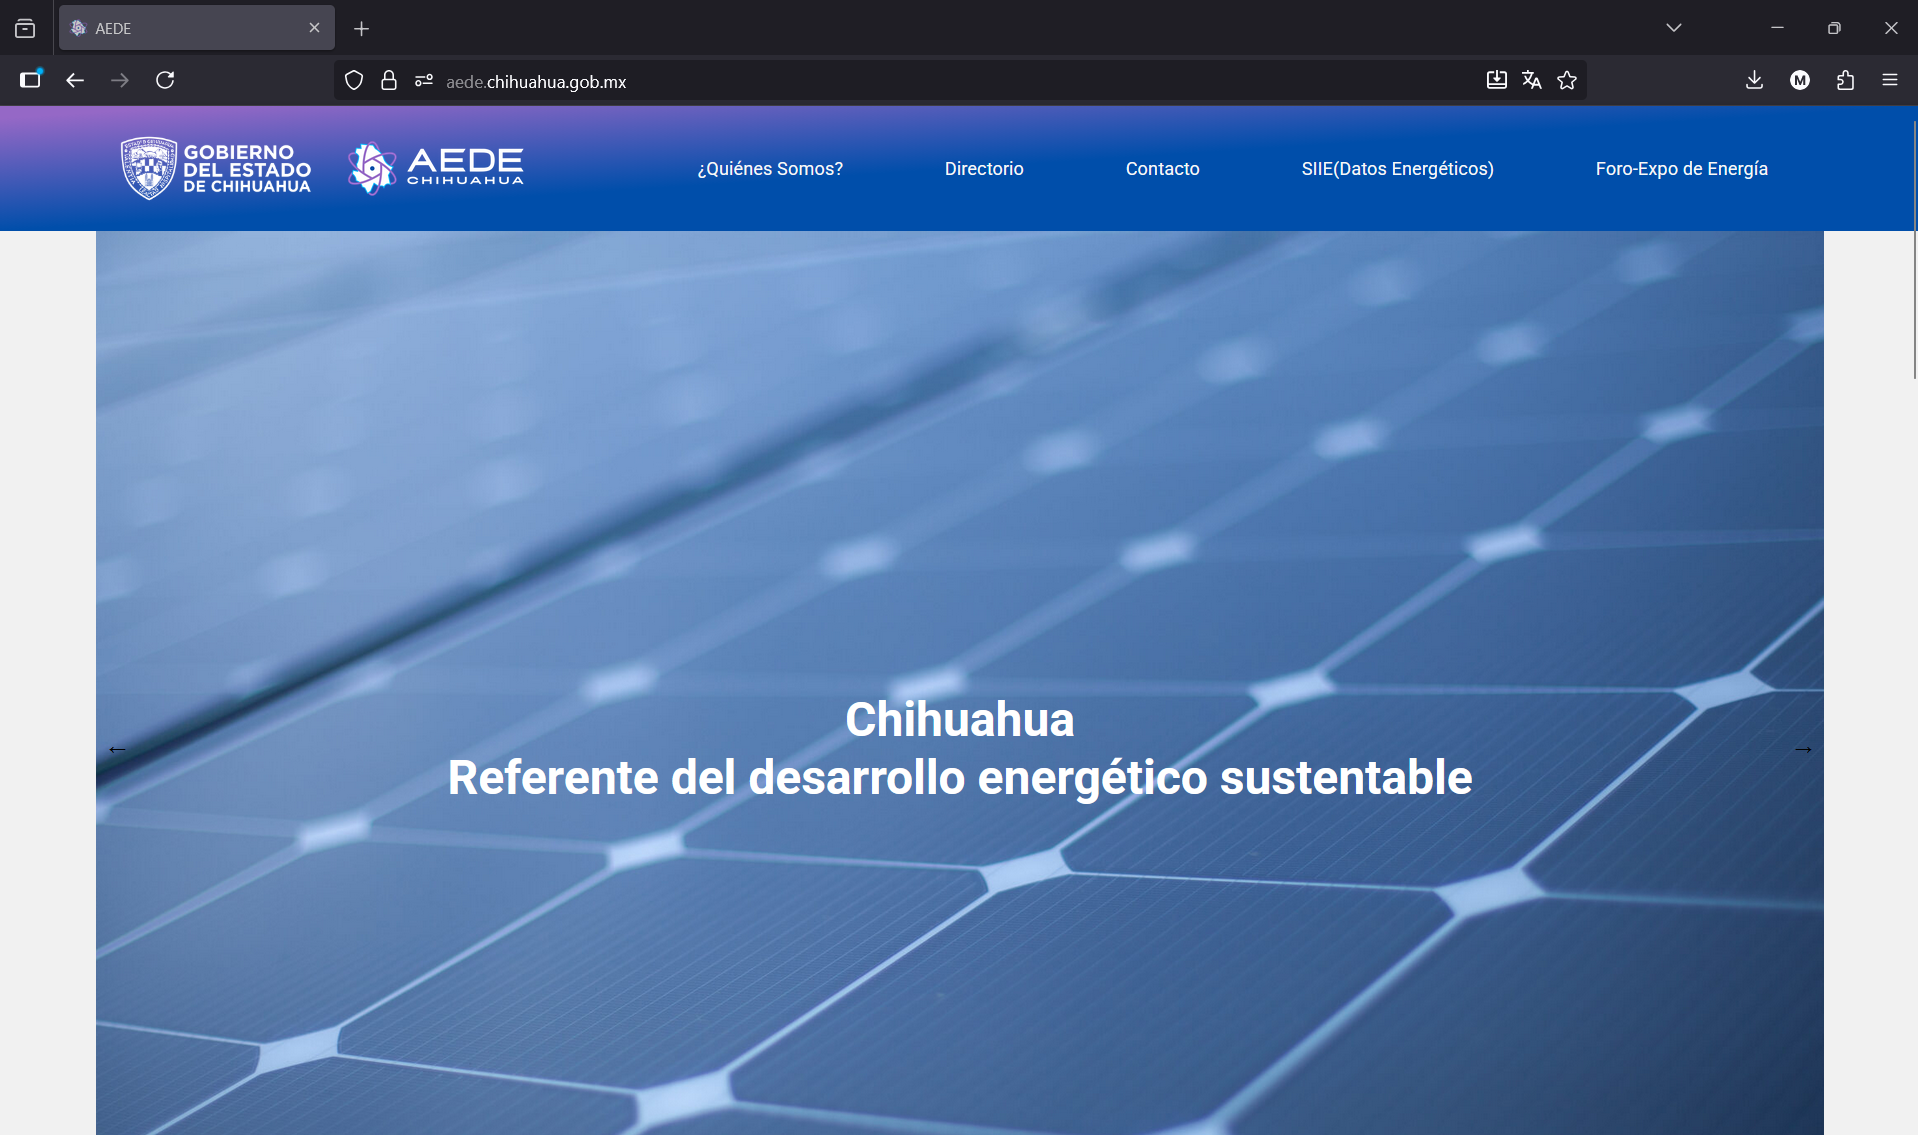 AEDE
aede.chihuahua.gob.mx
M
GOBIERNO
DEL ESTADO
DE CHIHUAHUA
AEDE
CHIHUAHUA
¿Quiénes Somos?
Directorio
Contacto
SIIE(Datos Energéticos)
Foro-Expo de Energía
Chihuahua
Referente del desarrollo energético sustentable
←
→